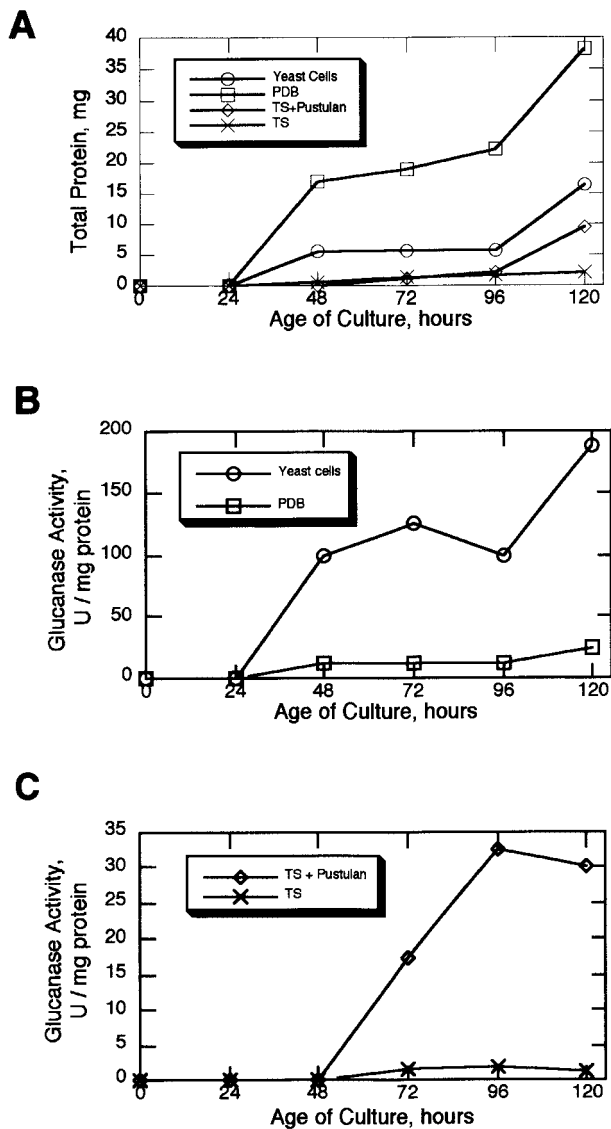 A
Total Protein, mg
40
35
30
25
20
15
10
5
0
Yeast Cells
PDB
TS+Pustulan
TS
0 24 48 72 96 120
Age of Culture, hours
B
Glucanase Activity,
U / mg protein
200
150
100
50
0
Yeast cells
PDB
0 24 48 72 96 120
Age of Culture, hours
C
Glucanase Activity,
U / mg protein
35
30
25
20
15
10
5
0
TS + Pustulan
TS
0 24 48 72 96 120
Age of Culture, hours